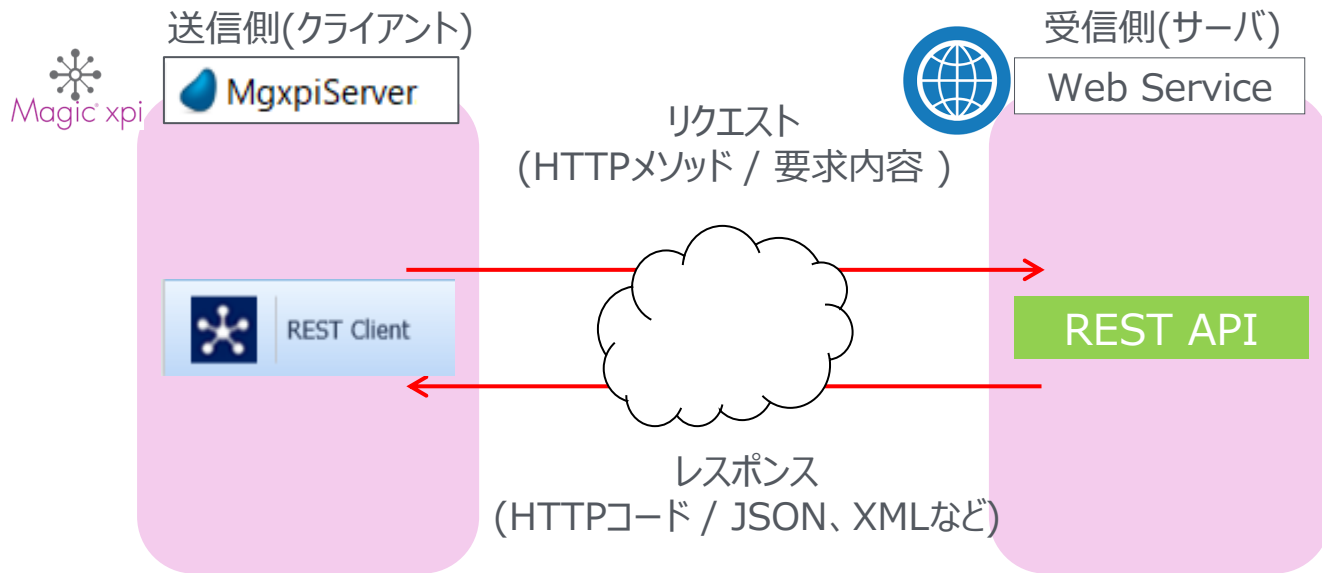 送信側(クライアント)
受信側(サーバ)
Magic xpi
MgxpiServer
Web Service
リクエスト
(HTTPメソッド / 要求内容 )
REST Client
REST API
レスポンス
(HTTPコード / JSON、XMLなど)